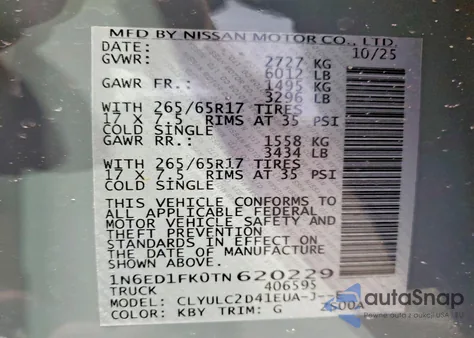 MFD BY NISSAN MOTOR CO., LTD.
DATE: 10/25
GVWR: 2727 KG
6012 LB
GAWR FR.: 1495 KG
3296 LB
WITH 265/65R17 TIRES
17 X 7.5 RIMS AT 35 PSI
COLD SINGLE
GAWR RR.: 1558 KG
3434 LB
WITH 265/65R17 TIRES
17 X 7.5 RIMS AT 35 PSI
COLD SINGLE
THIS VEHICLE CONFORMS TO
ALL APPLICABLE FEDERAL
MOTOR VEHICLE SAFETY AND
THEFT PREVENTION
STANDARDS IN EFFECT ON
THE DATE OF MANUFACTURE
SHOWN ABOVE.
1N6ED1FK0TN620229
TRUCK 406595
MODEL: CLYULC2D41EUA-J-
COLOR: KBY TRIM: G
autoSnap